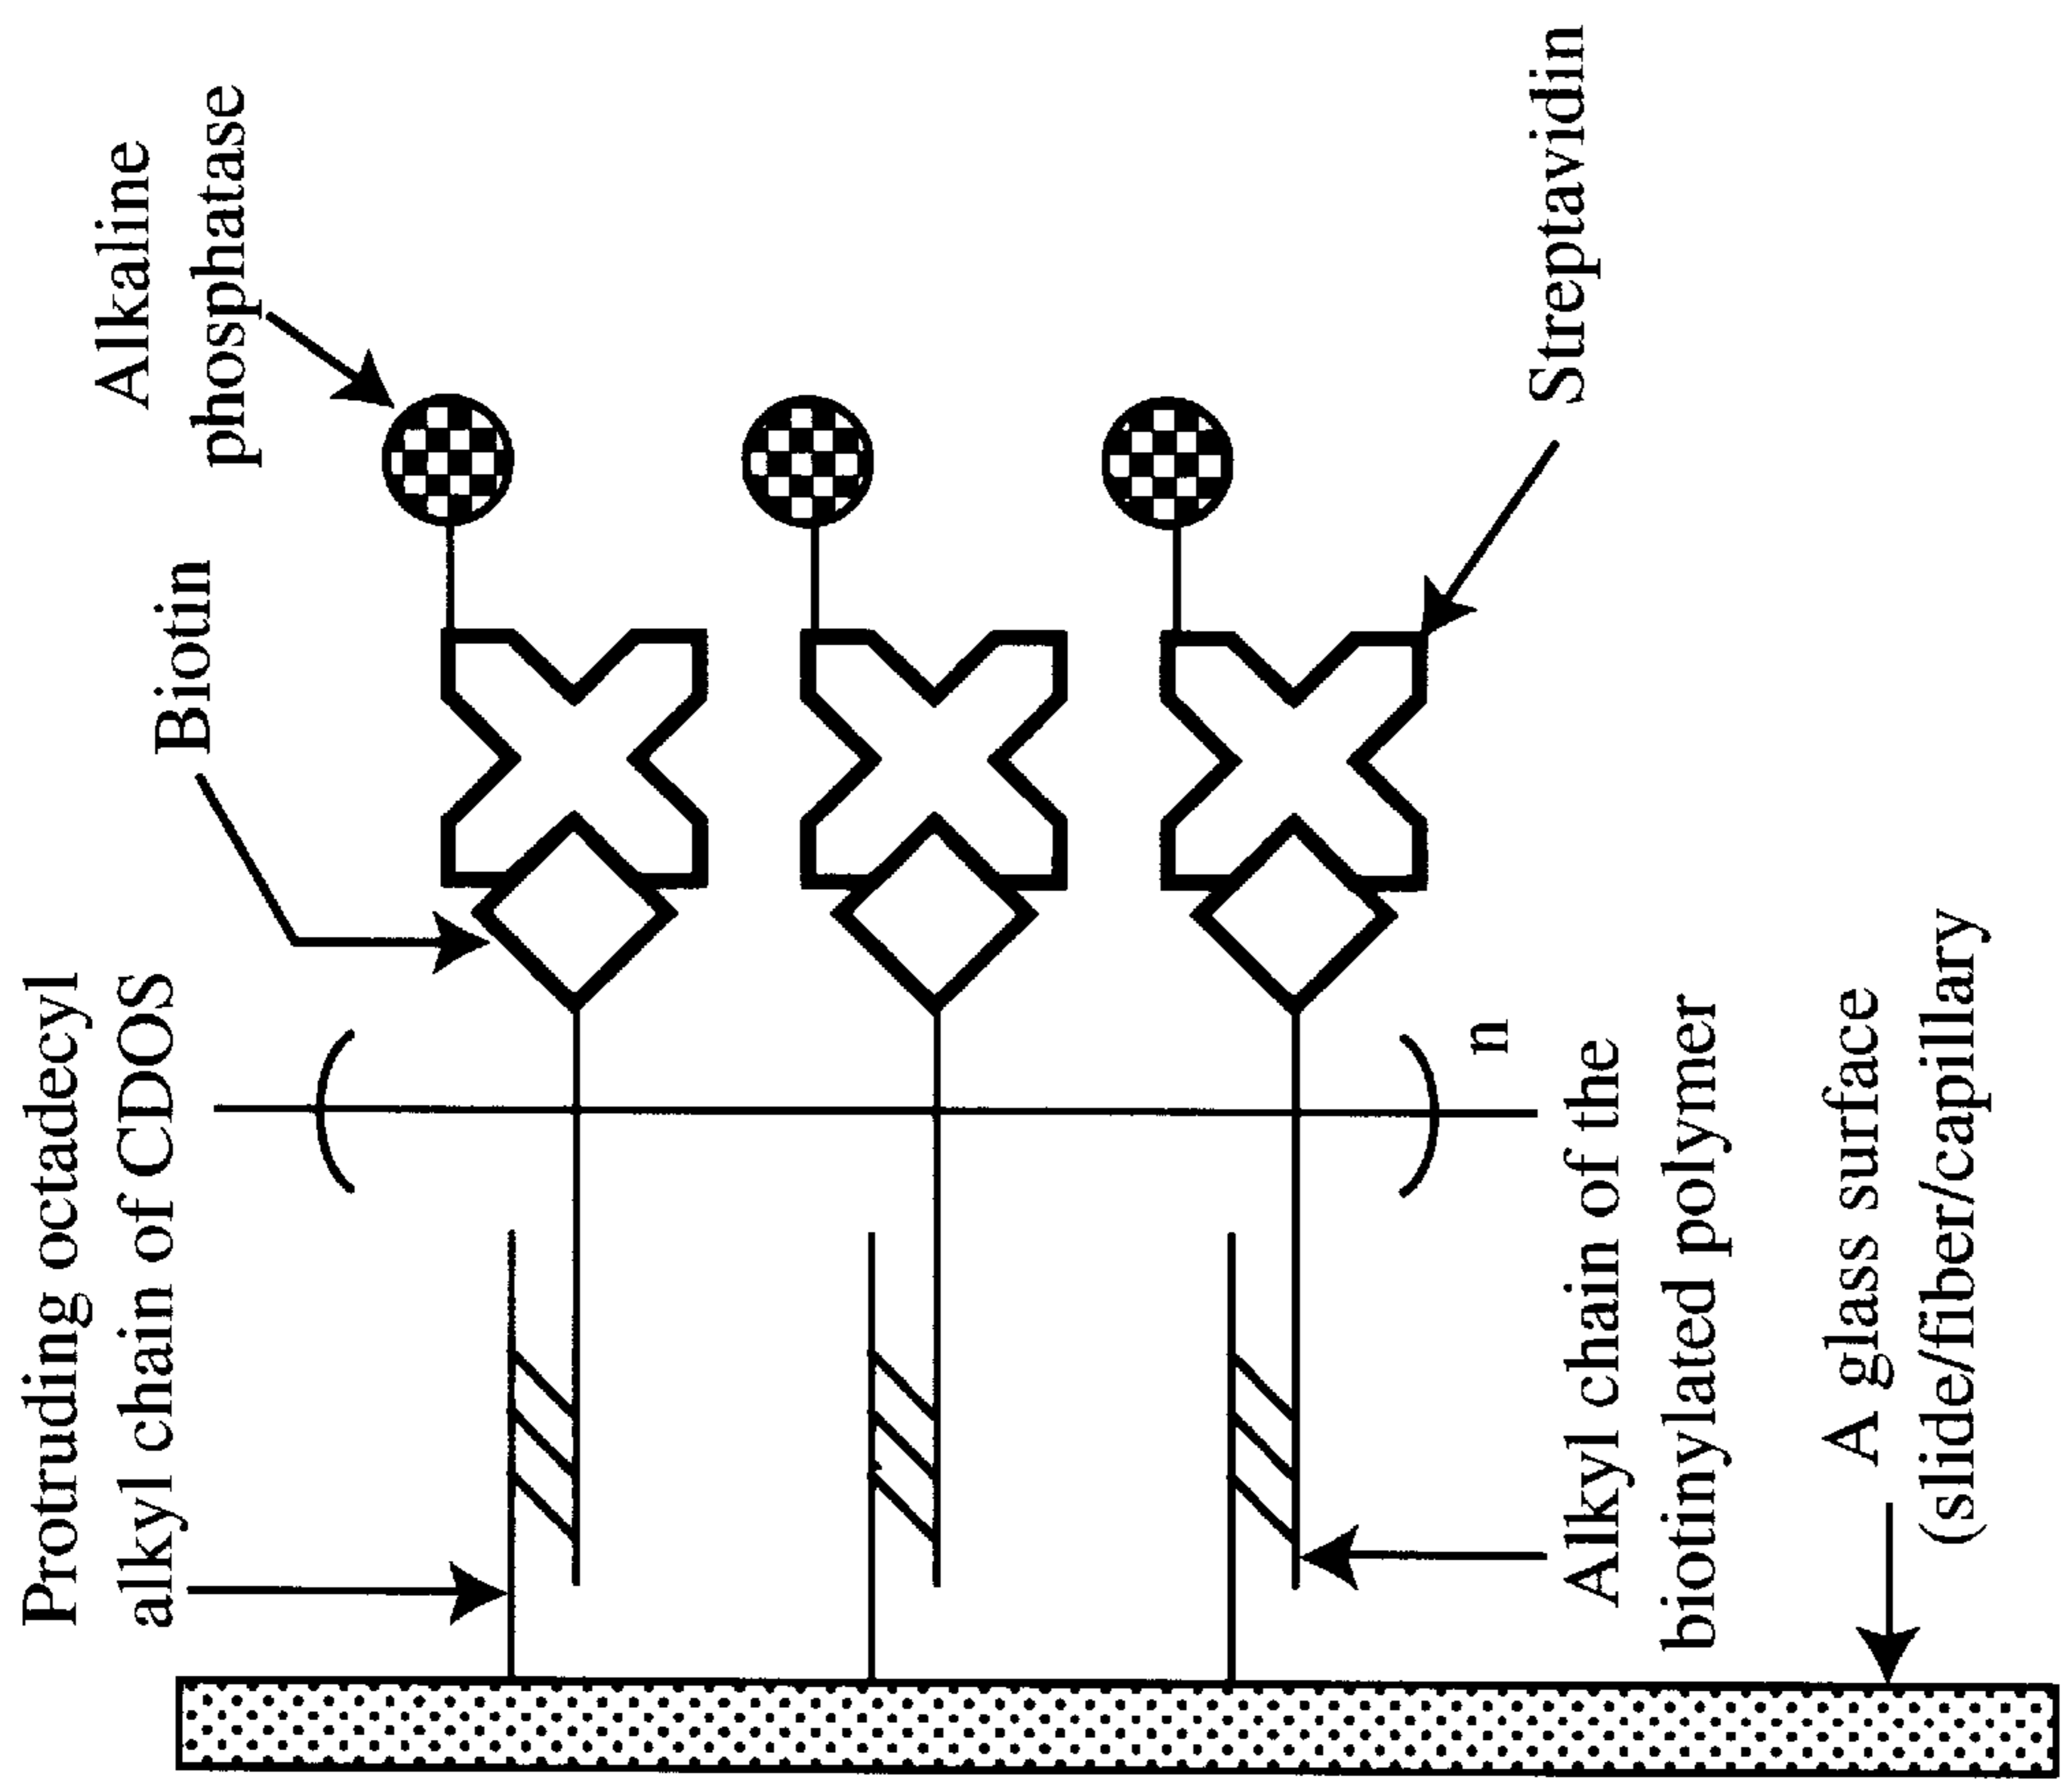 Protruding octadecyl
alkyl chain of CDOS
Biotin
Alkaline
phosphatase
n
Streptavidin
Alkyl chain of the
biotinylated polymer
A glass surface
(slide/fiber/capillary